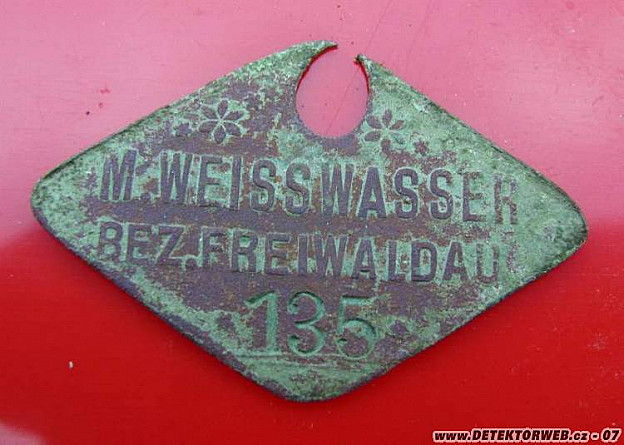 M. WEISSWASSER
BEZ. FREIWALDAU
135
www.DETEKTORWEB.cz - 07